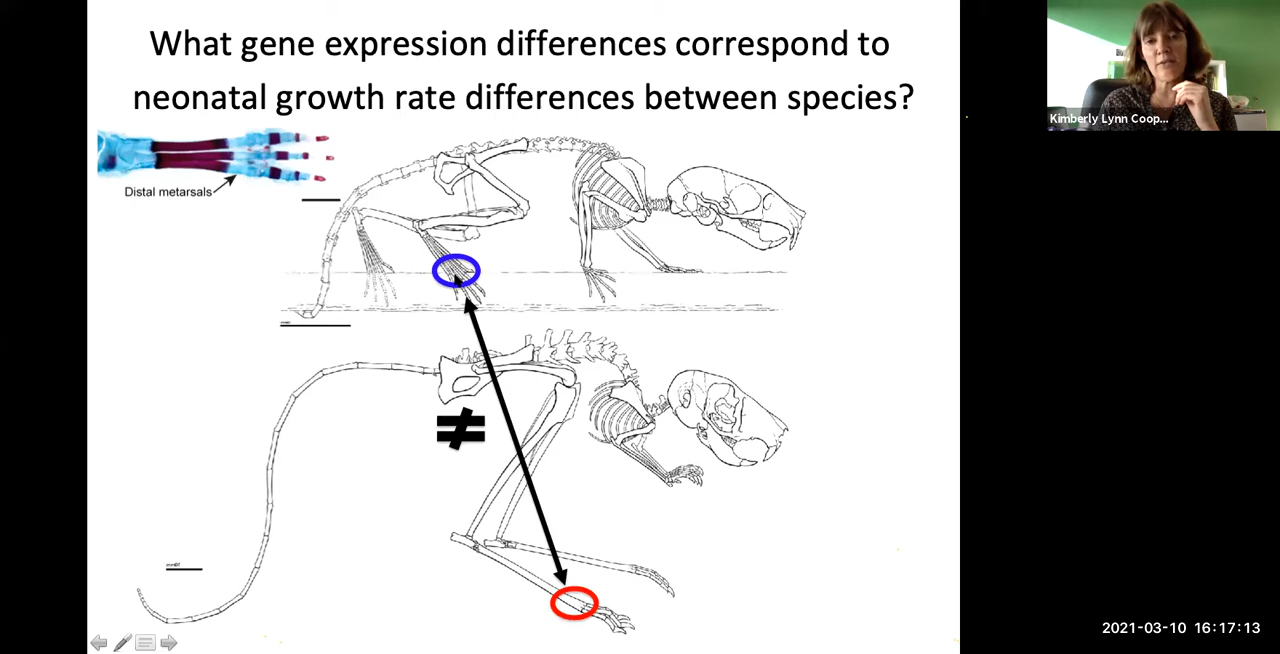 What gene expression differences correspond to
neonatal growth rate differences between species?
Kimberly Lynn Coop...
Distal metarsals
≠
2021-03-10 16:17:13